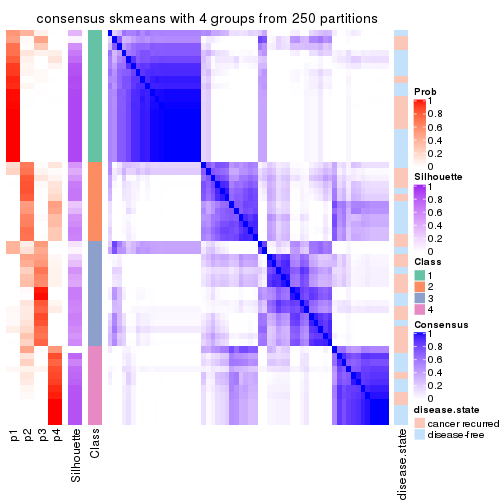 consensus skmeans with 4 groups from 250 partitions
Prob
1
0.8
0.6
0.4
0.2
0
Silhouette
1
0.8
0.6
0.4
0.2
0
Class
1
2
3
4
Consensus
1
0.8
0.6
0.4
0.2
0
disease.state
cancer recurred
disease-free
p1
p2
p3
p4
Silhouette
Class
disease.state